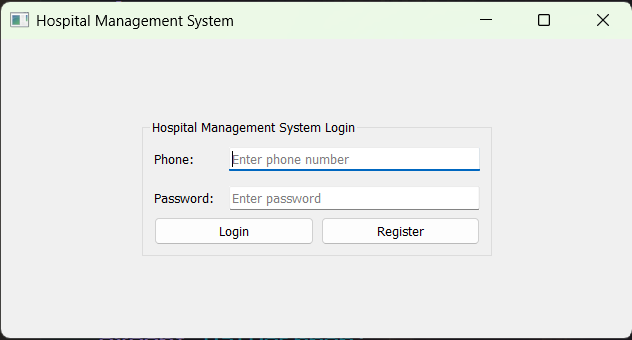 Hospital Management System
Hospital Management System Login
Phone: Enter phone number
Password: Enter password
Login Register